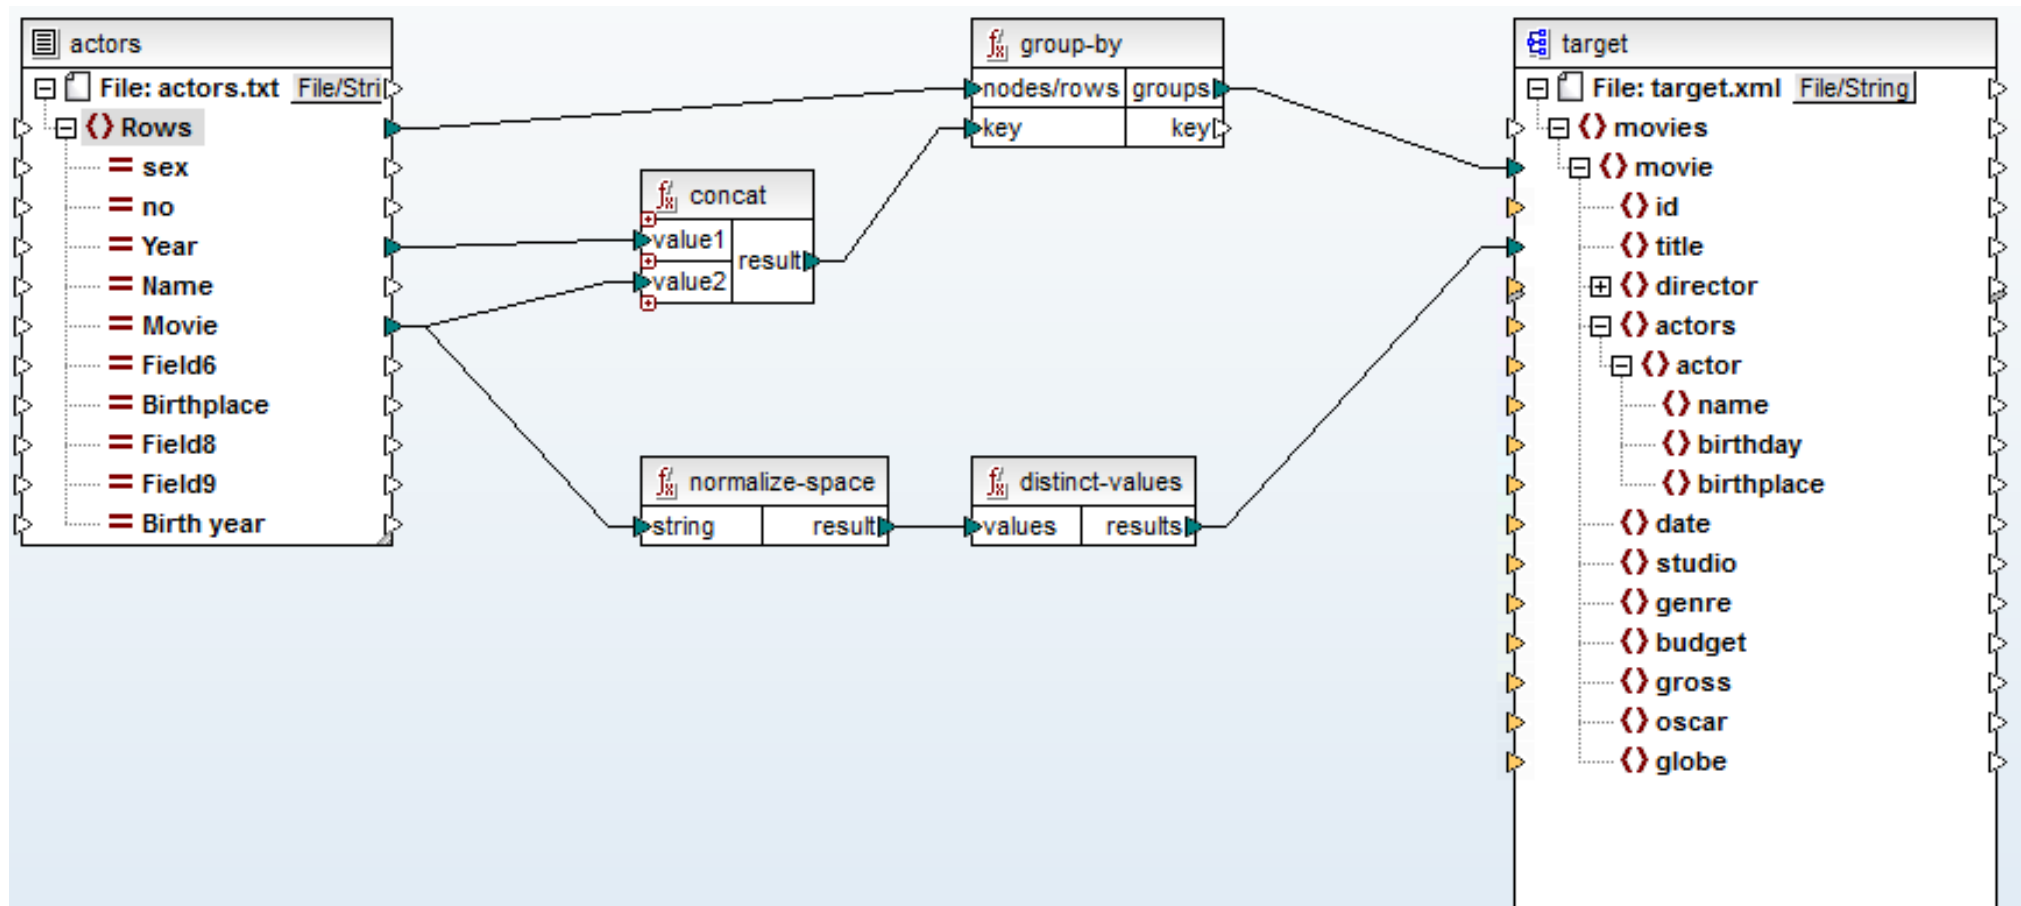 actors
File: actors.txt File/Stri
Rows
sex
no
Year
Name
Movie
Field6
Birthplace
Field8
Field9
Birth year
concat
value1
value2
result
normalize-space
string result
group-by
nodes/rows groups
key key
distinct-values
values results
target
File: target.xml File/String
movies
movie
id
title
director
actors
actor
name
birthday
birthplace
date
studio
genre
budget
gross
oscar
globe